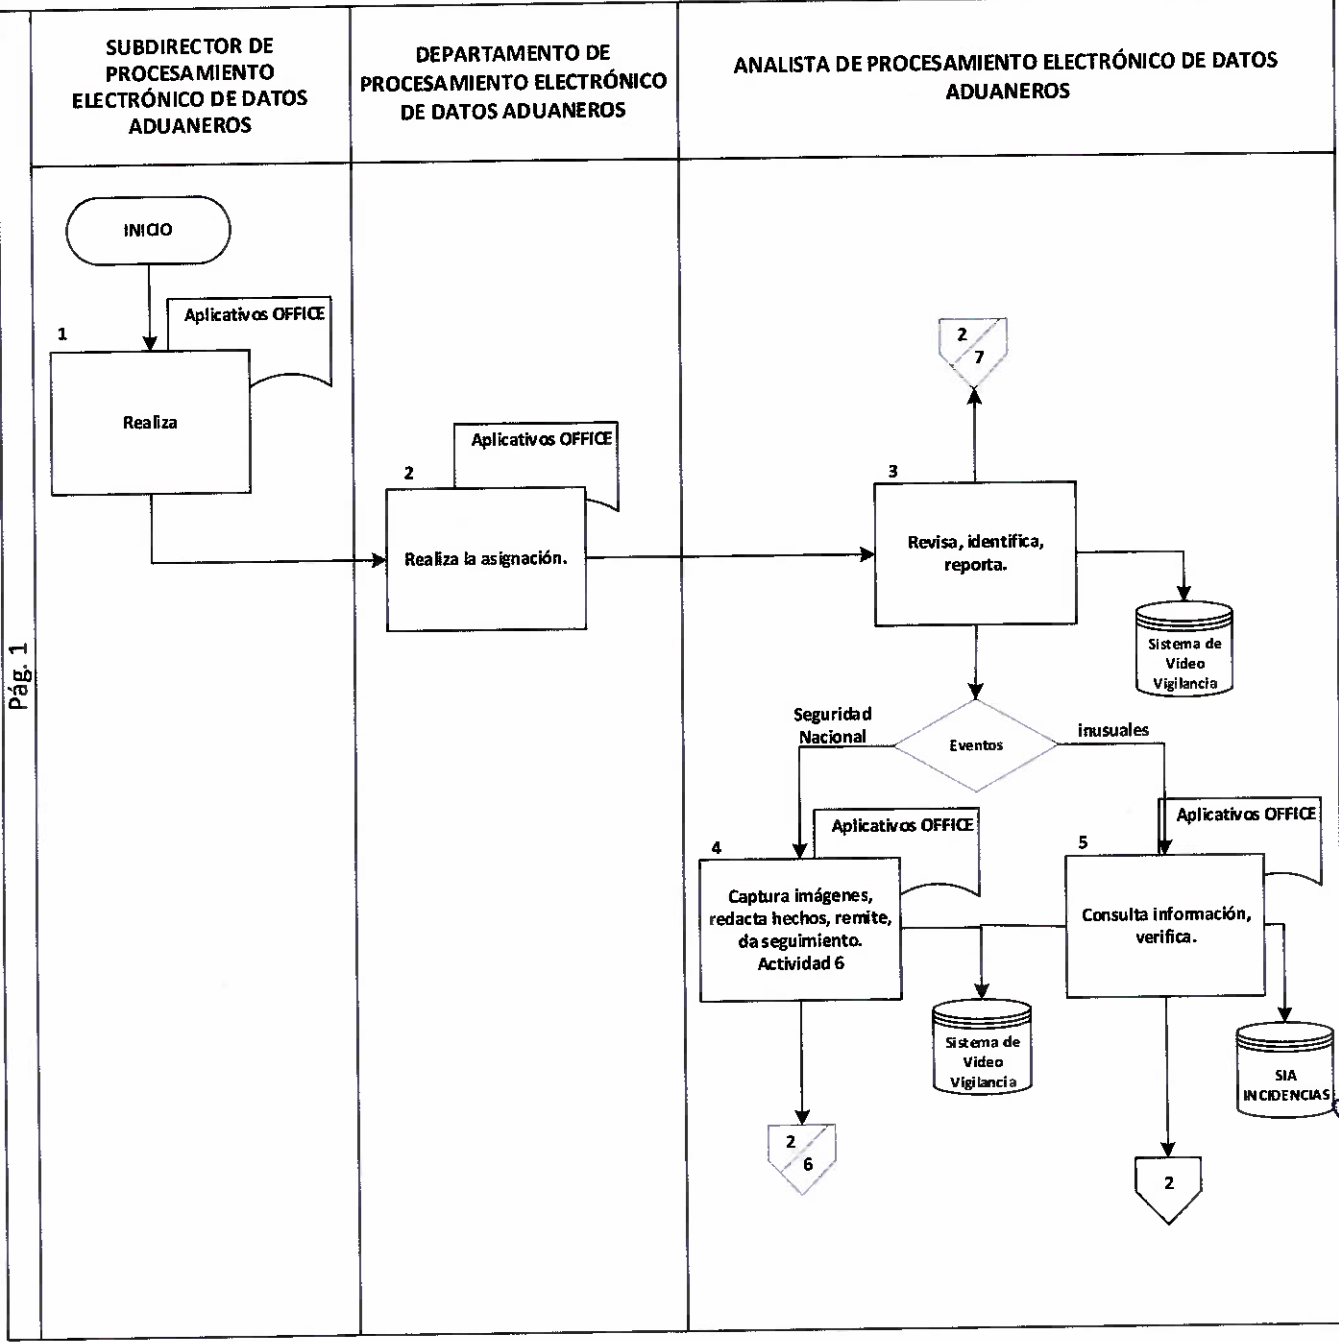 SUBDIRECTOR DE
PROCESAMIENTO
ELECTRÓNICO DE DATOS
ADUANEROS
DEPARTAMENTO DE
PROCESAMIENTO ELECTRÓNICO
DE DATOS ADUANEROS
ANALISTA DE PROCESAMIENTO ELECTRÓNICO DE DATOS
ADUANEROS
Pág. 1
INICIO
Aplicativos OFFICE
1
Realiza
Aplicativos OFFICE
2
Realiza la asignación.
2
7
3
Revisa, identifica,
reporta.
Sistema de
Video
Vigilancia
Seguridad
Nacional
Eventos
inusuales
Aplicativos OFFICE
4
Captura imágenes,
redacta hechos, remite,
da seguimiento.
Actividad 6
Aplicativos OFFICE
5
Consulta información,
verifica.
Sistema de
Video
Vigilancia
SIA
INCIDENCIAS
2
6
2